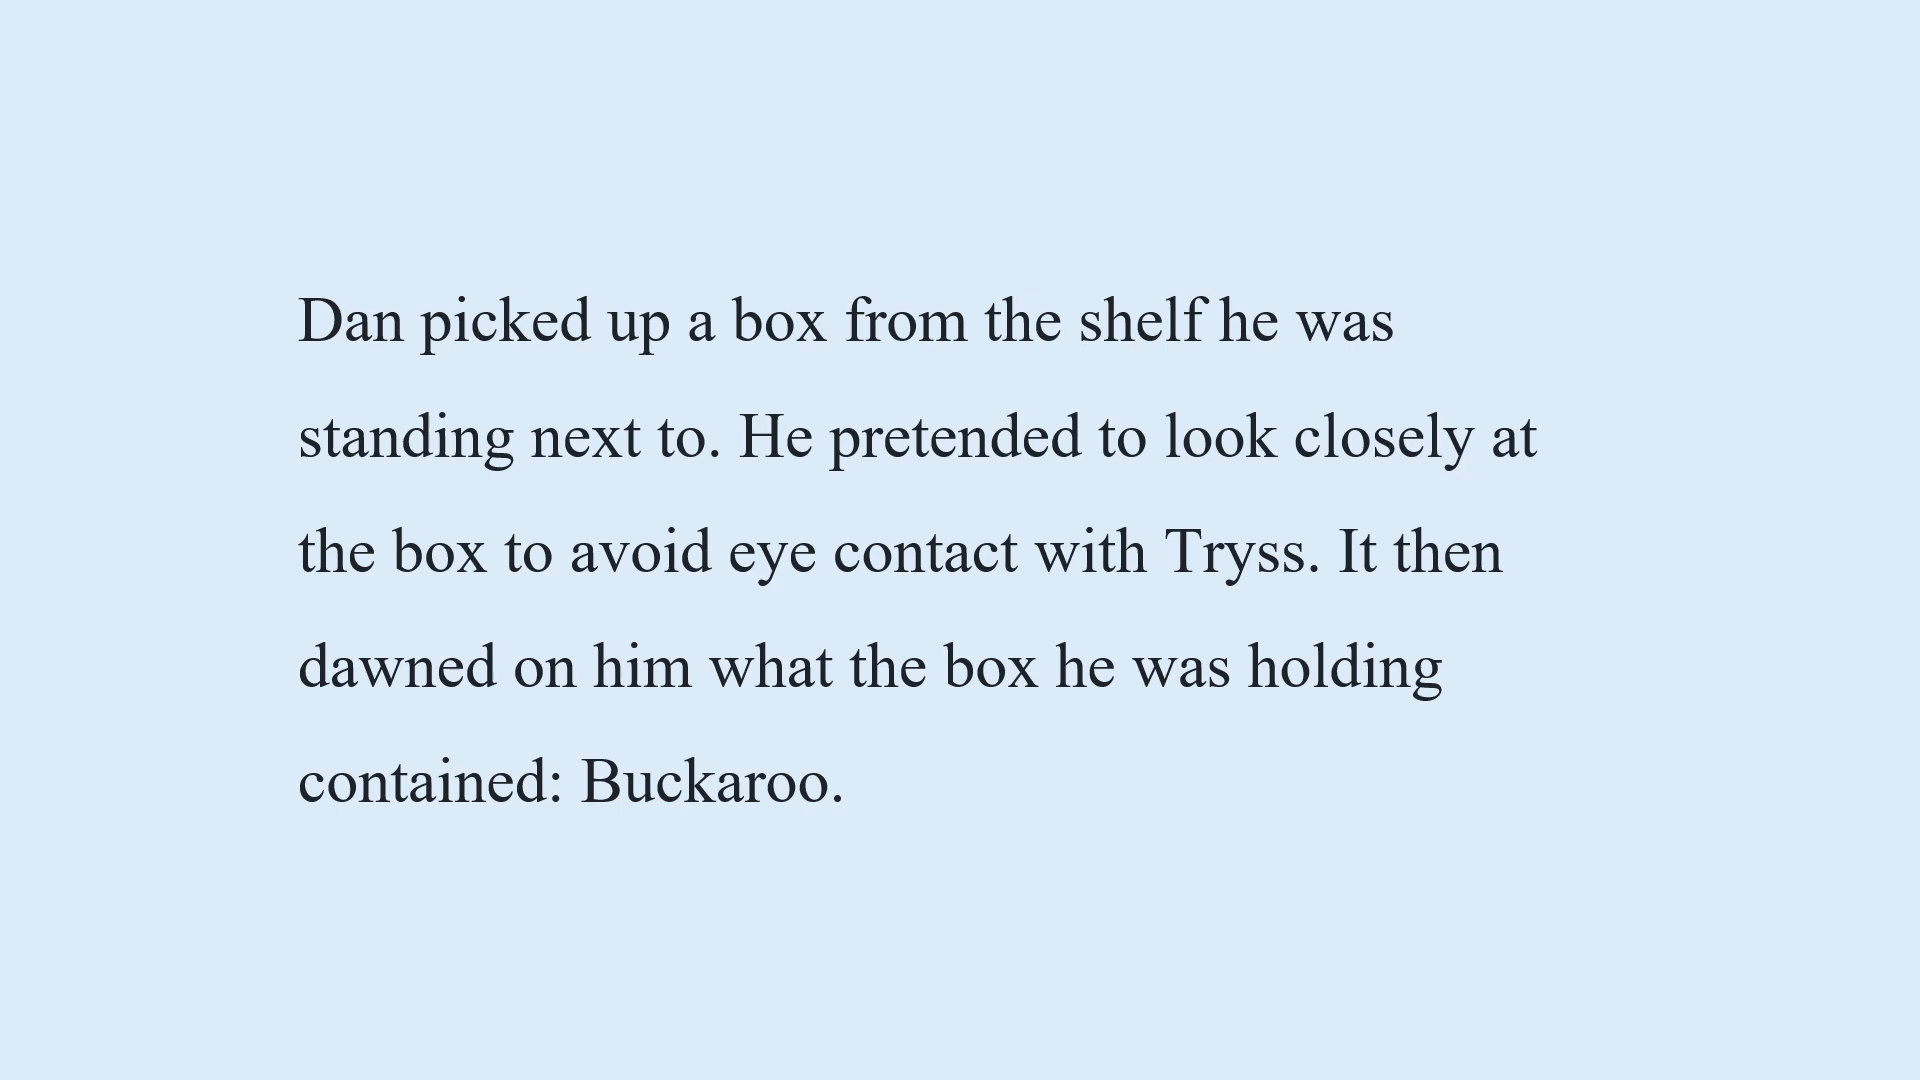 Dan picked up a box from the shelf he was
standing next to. He pretended to look closely at
the box to avoid eye contact with Tryss. It then
dawned on him what the box he was holding
contained: Buckaroo.